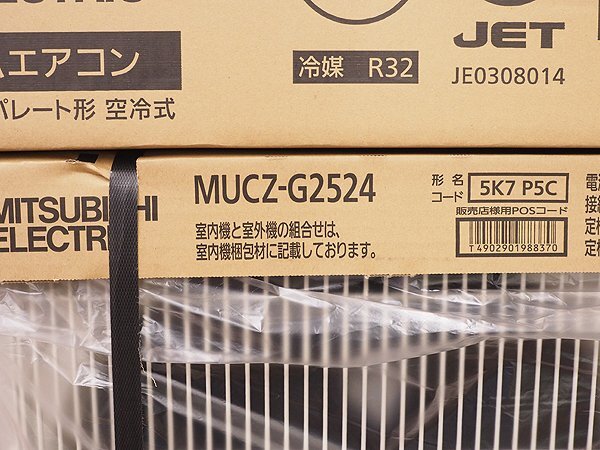 エアコン
パレート形 空冷式
冷媒 R32
JET
JE0308014
MITSUBISHI
ELECTRIC
MUCZ-G2524
室内機と室外機の組合せは、
室内機梱包材に記載しております。
形名
コード
5K7 P5C
販売店様用POSコード
T4902901988370